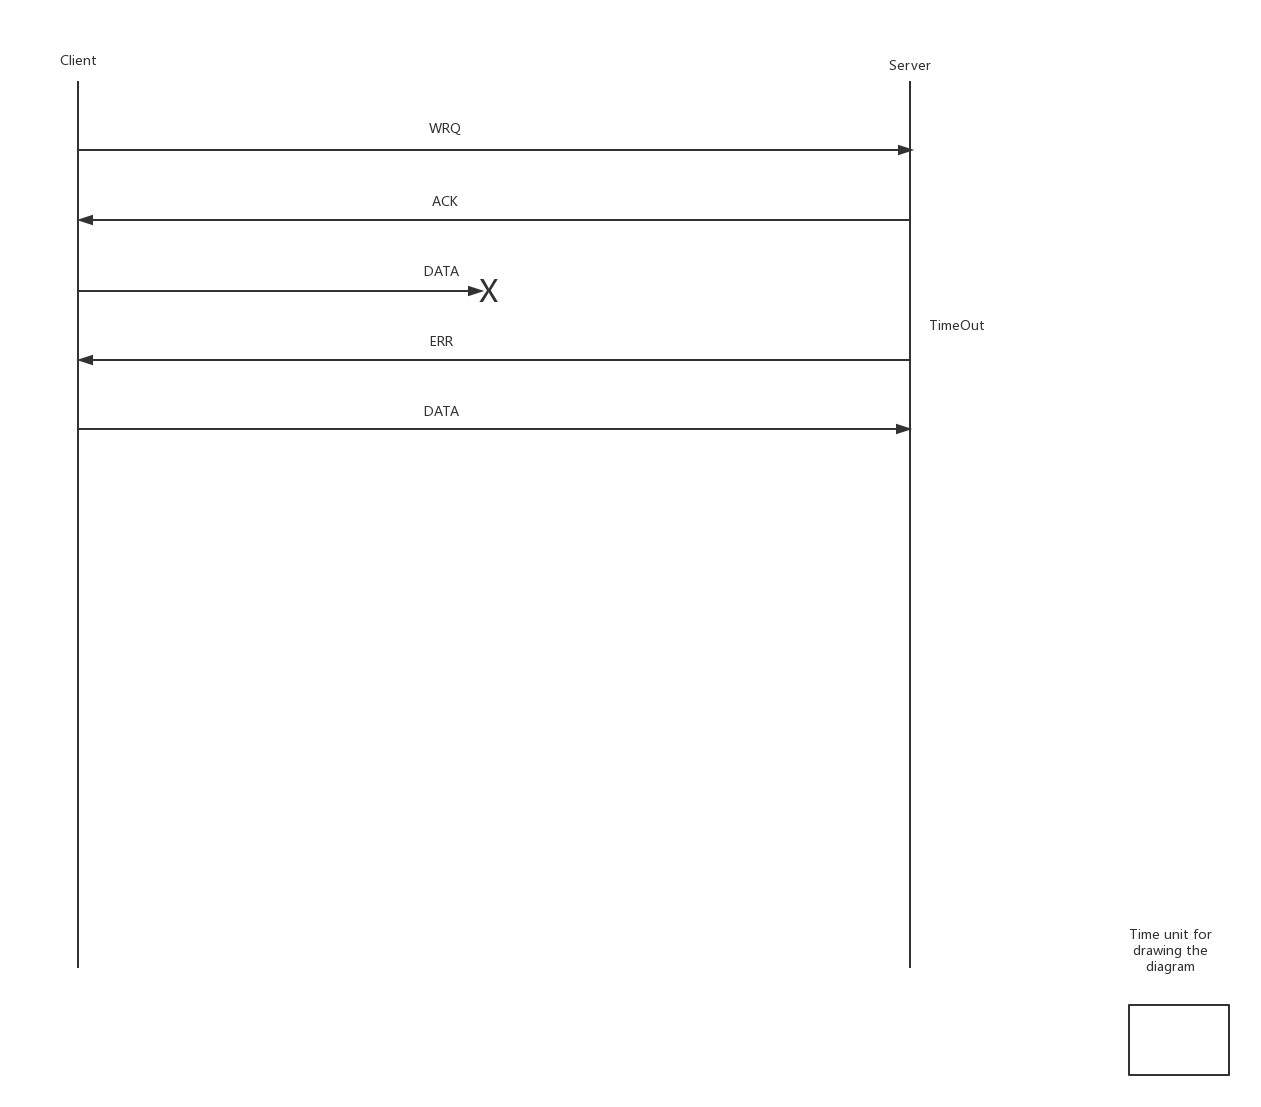 Client
Server
WRQ
ACK
DATA
X
TimeOut
ERR
DATA
Time unit for
drawing the
diagram